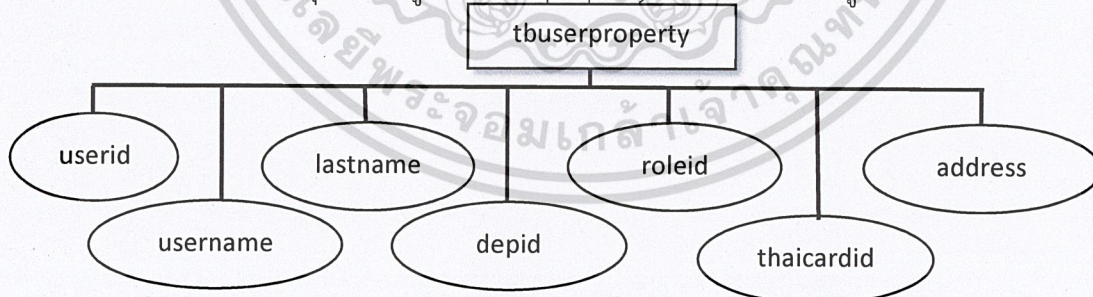 tbuserproperty
userid
lastname
roleid
address
username
depid
thaicardid